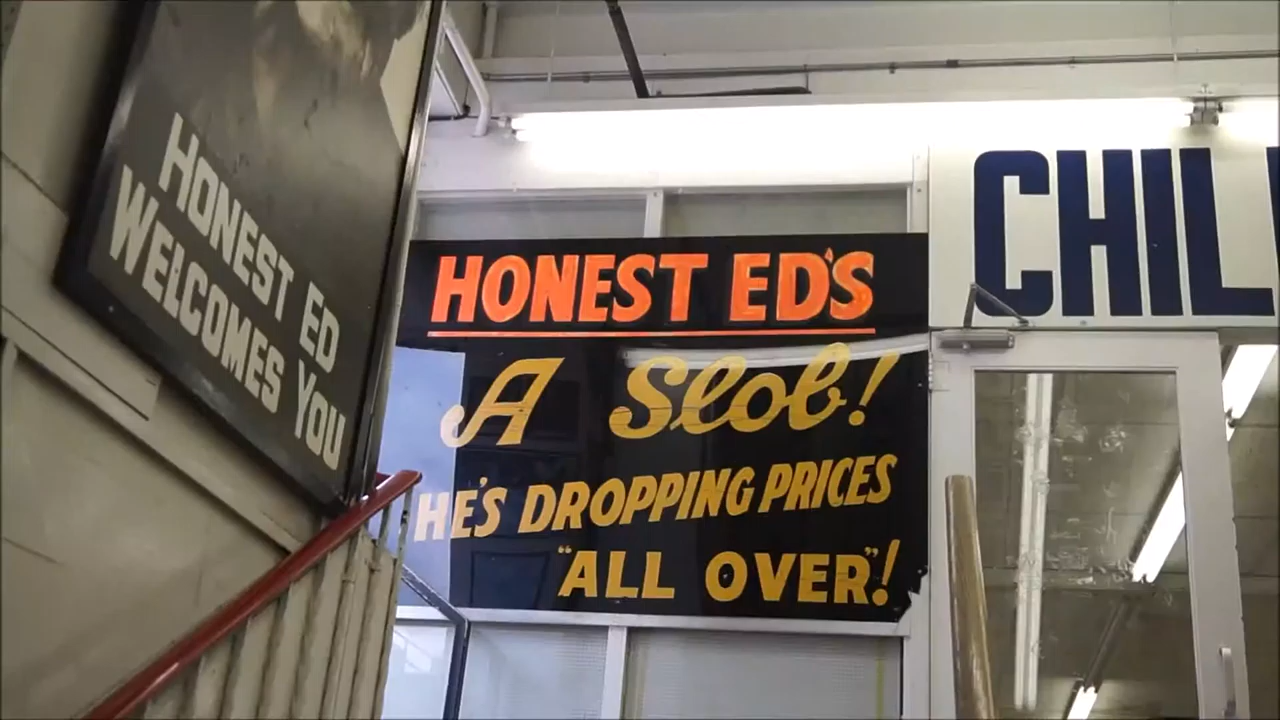 HONEST ED
WELCOMES YOU
HONEST ED'S
A Slob!
HE'S DROPPING PRICES
"ALL OVER"!
CHIL